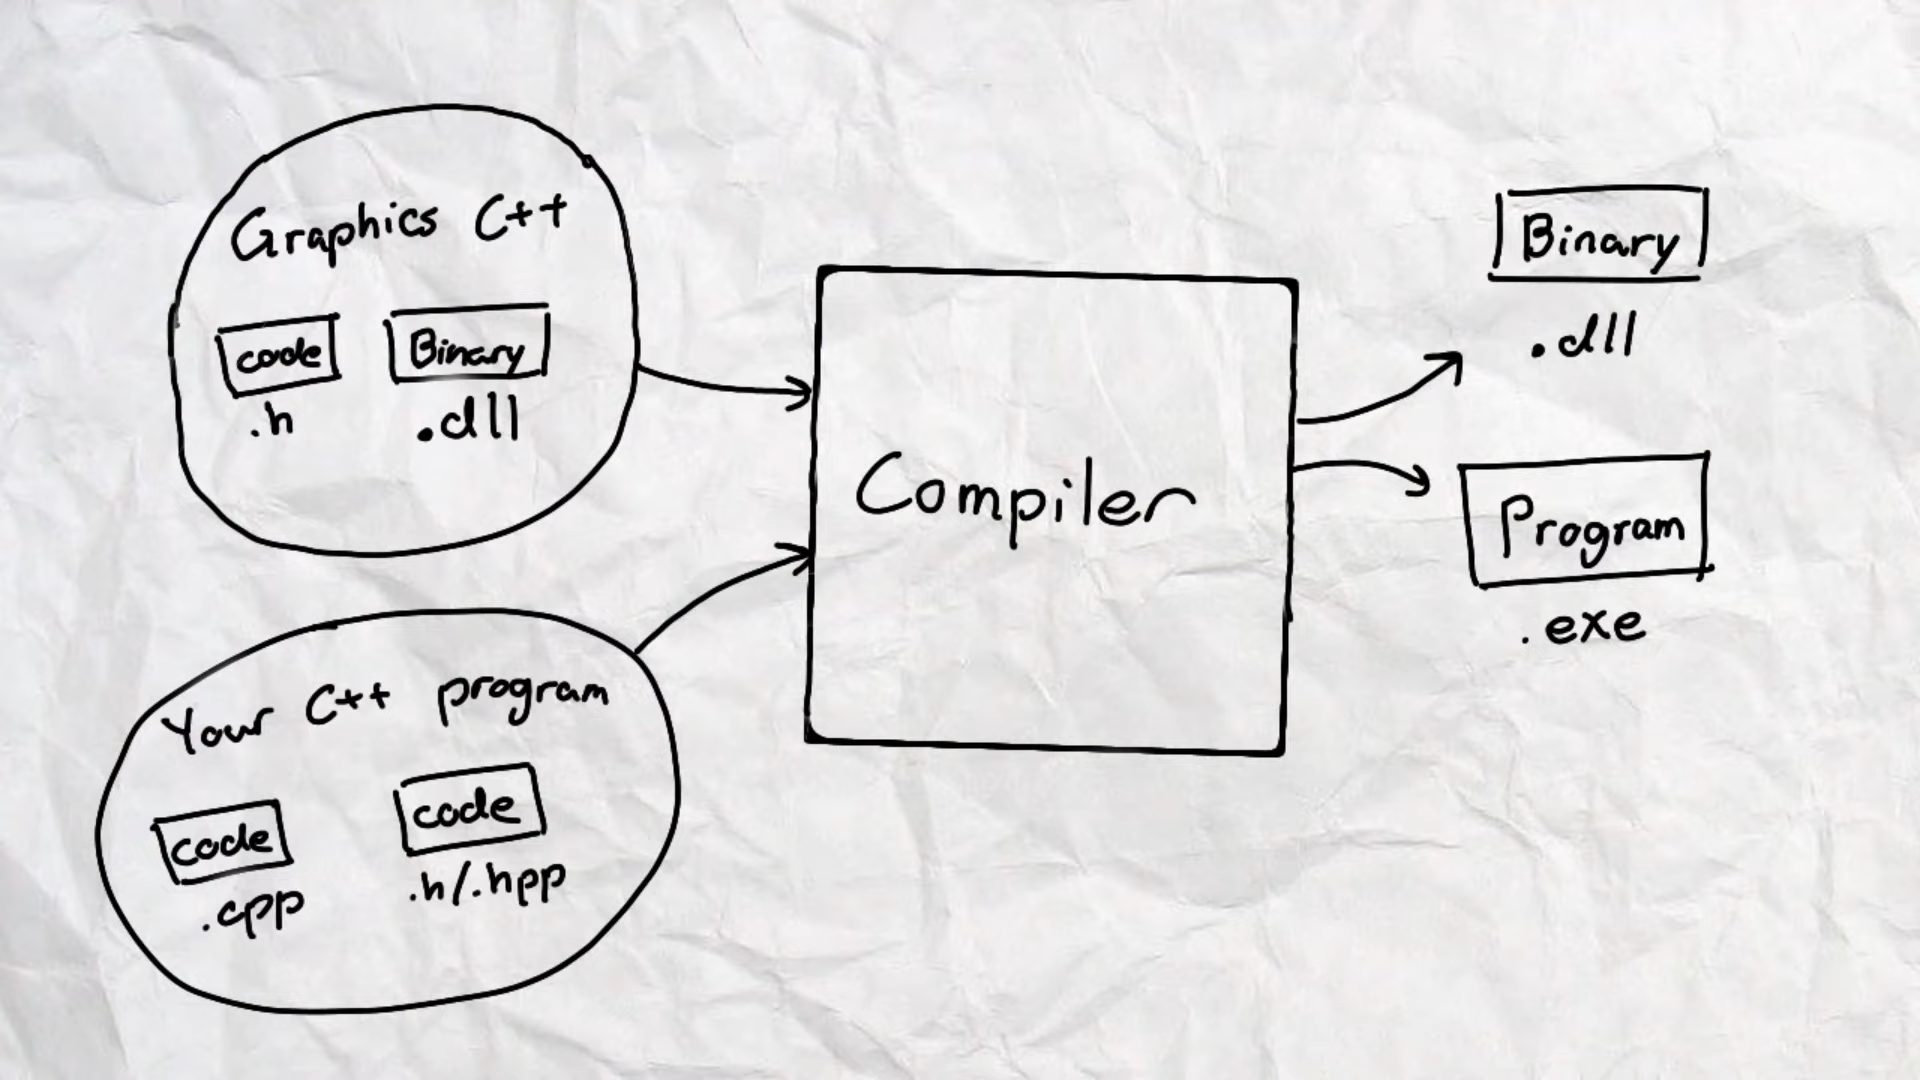 Graphics C++
code
Binary
.h
.dll
Your C++ program
code
code
.cpp
.h/.hpp
Compiler
Binary
.dll
Program
.exe